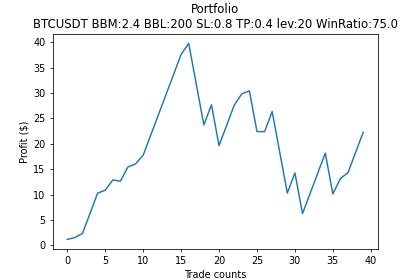 Portfolio
BTCUSDT BBM:2.4 BBL:200 SL:0.8 TP:0.4 lev:20 WinRatio:75.0
Profit ($)
40
35
30
25
20
15
10
5
0
0 5 10 15 20 25 30 35 40
Trade counts